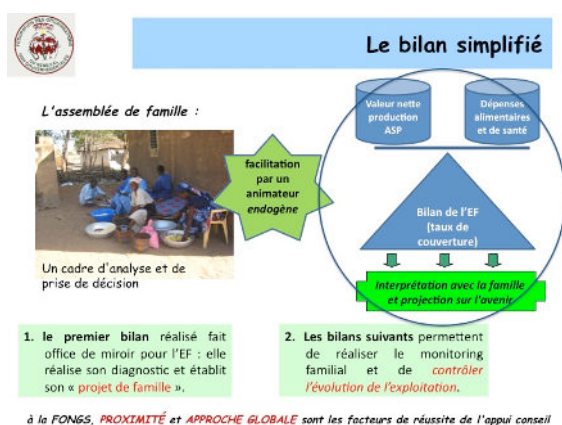 Le bilan simplifié
L'assemblée de famille :
Valeur nette
production
ASP
Dépenses
alimentaires
et de santé
facilitation
par un
animateur
endogène
Bilan de l'EF
(taux de
couverture)
Un cadre d'analyse et de
prise de décision
Interprétation avec la famille
et projection sur l'avenir
1. le premier bilan réalisé fait
office de miroir pour l'EF : elle
réalise son diagnostic et établit
son « projet de famille ».
2. Les bilans suivants permettent
de réaliser le monitoring
familial et de contrôler
l'évolution de l'exploitation.
à la FONGS, PROXIMITÉ et APPROCHE GLOBALE sont les facteurs de réussite de l'appui conseil